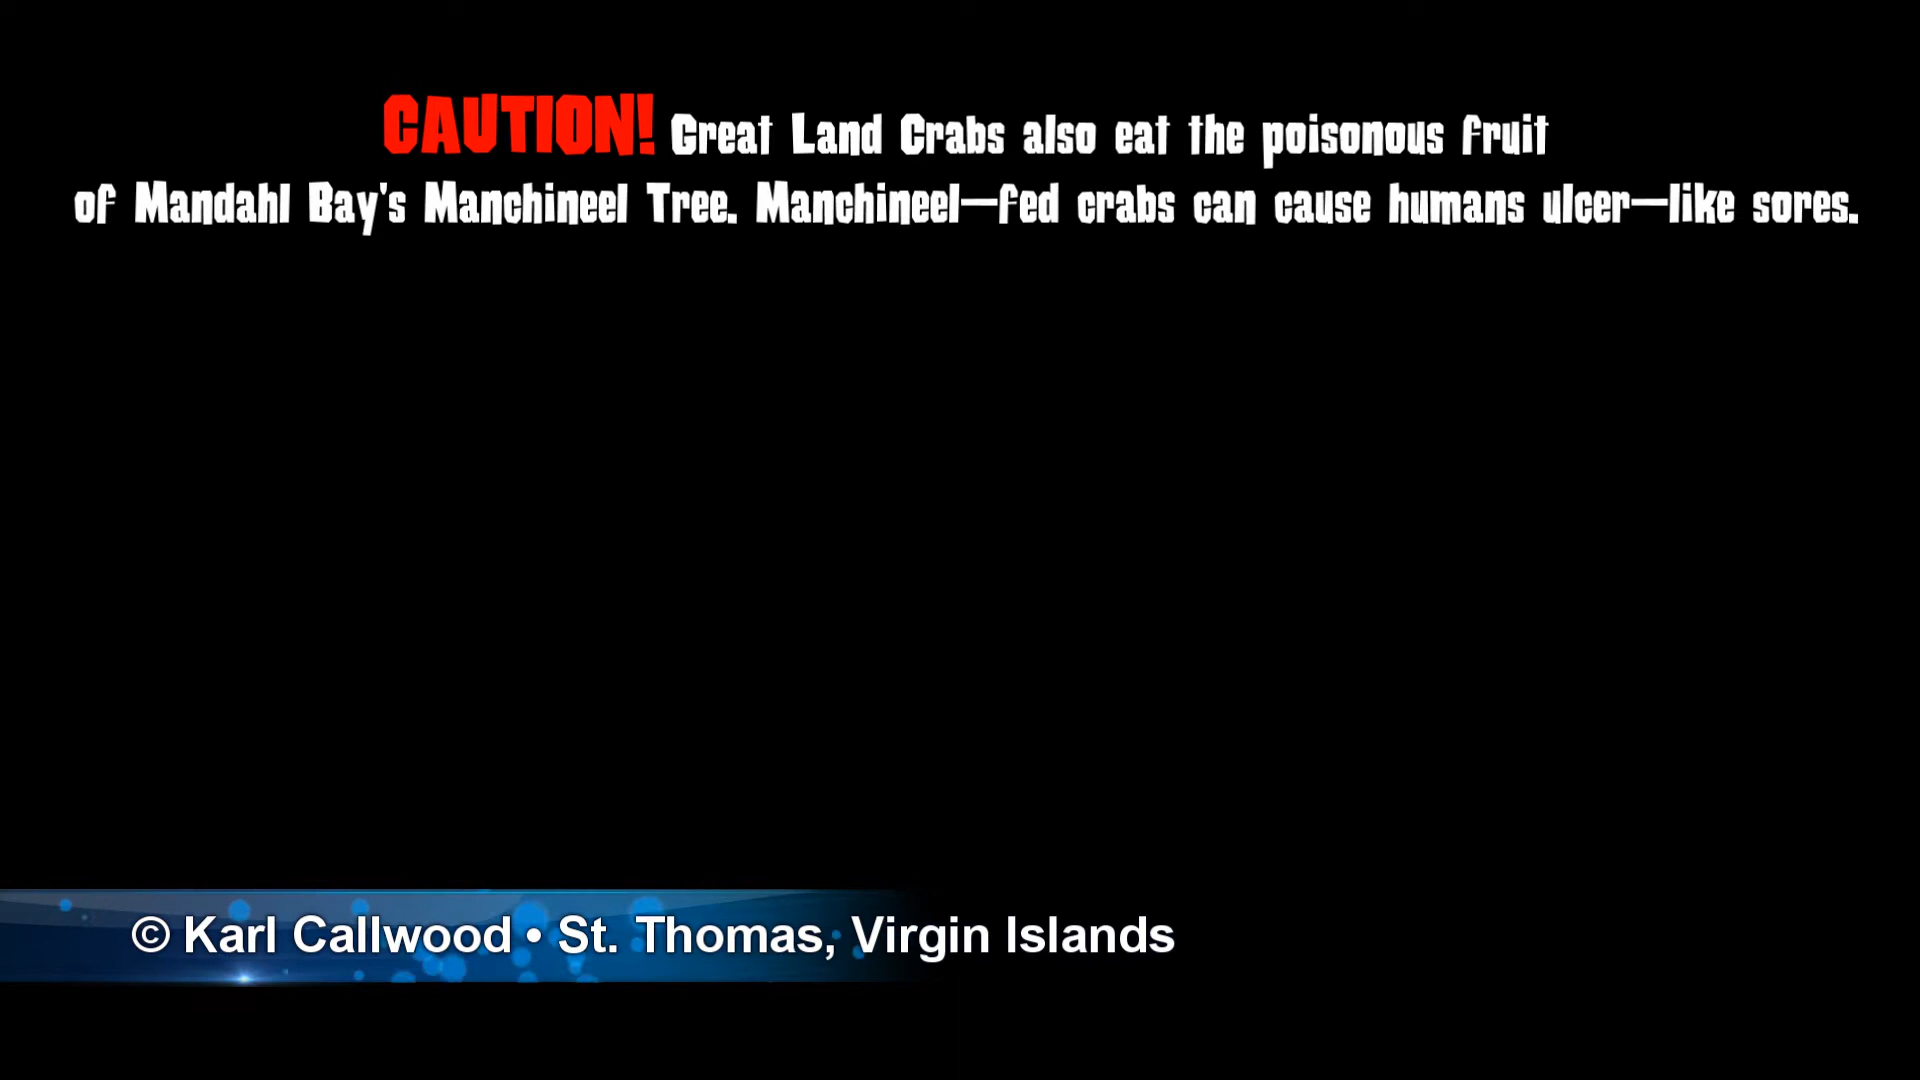 CAUTION! Great Land Crabs also eat the poisonous fruit
of Mandahl Bay's Manchineel Tree. Manchineel—fed crabs can cause humans ulcer—like sores.
© Karl Callwood • St. Thomas, Virgin Islands